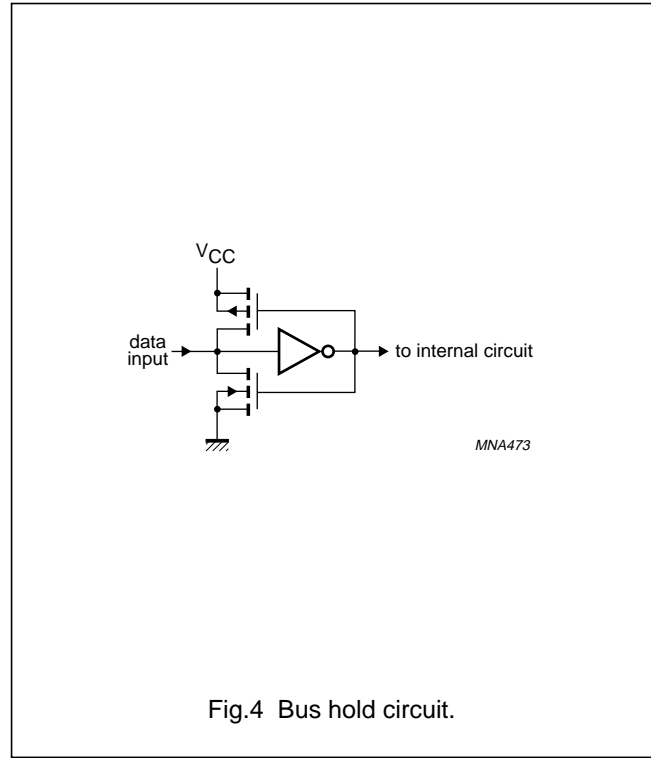 VCC
data
input
to internal circuit
MNA473
Fig.4 Bus hold circuit.